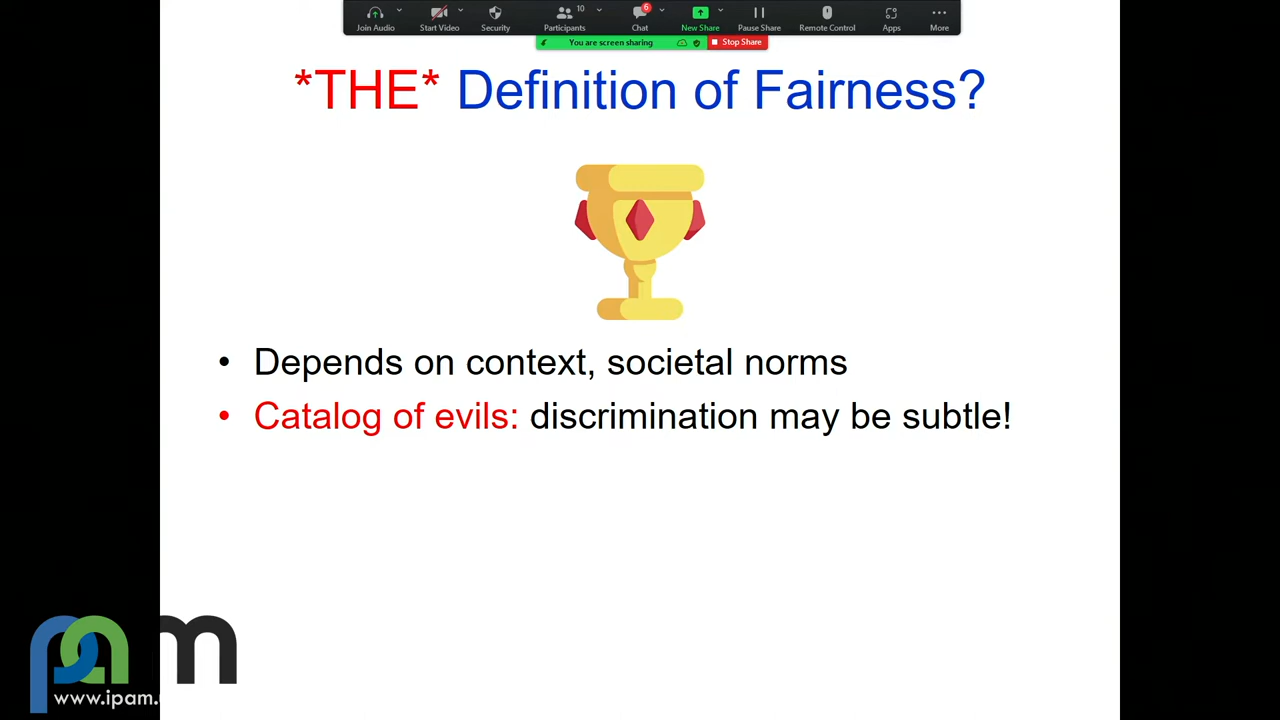 Join Audio
Start Video
Security
Participants
10
Chat
6
New Share
Pause Share
Remote Control
Apps
More
You are screen sharing
Stop Share
*THE* Definition of Fairness?
• Depends on context, societal norms
• Catalog of evils: discrimination may be subtle!
pam
www.ipam.